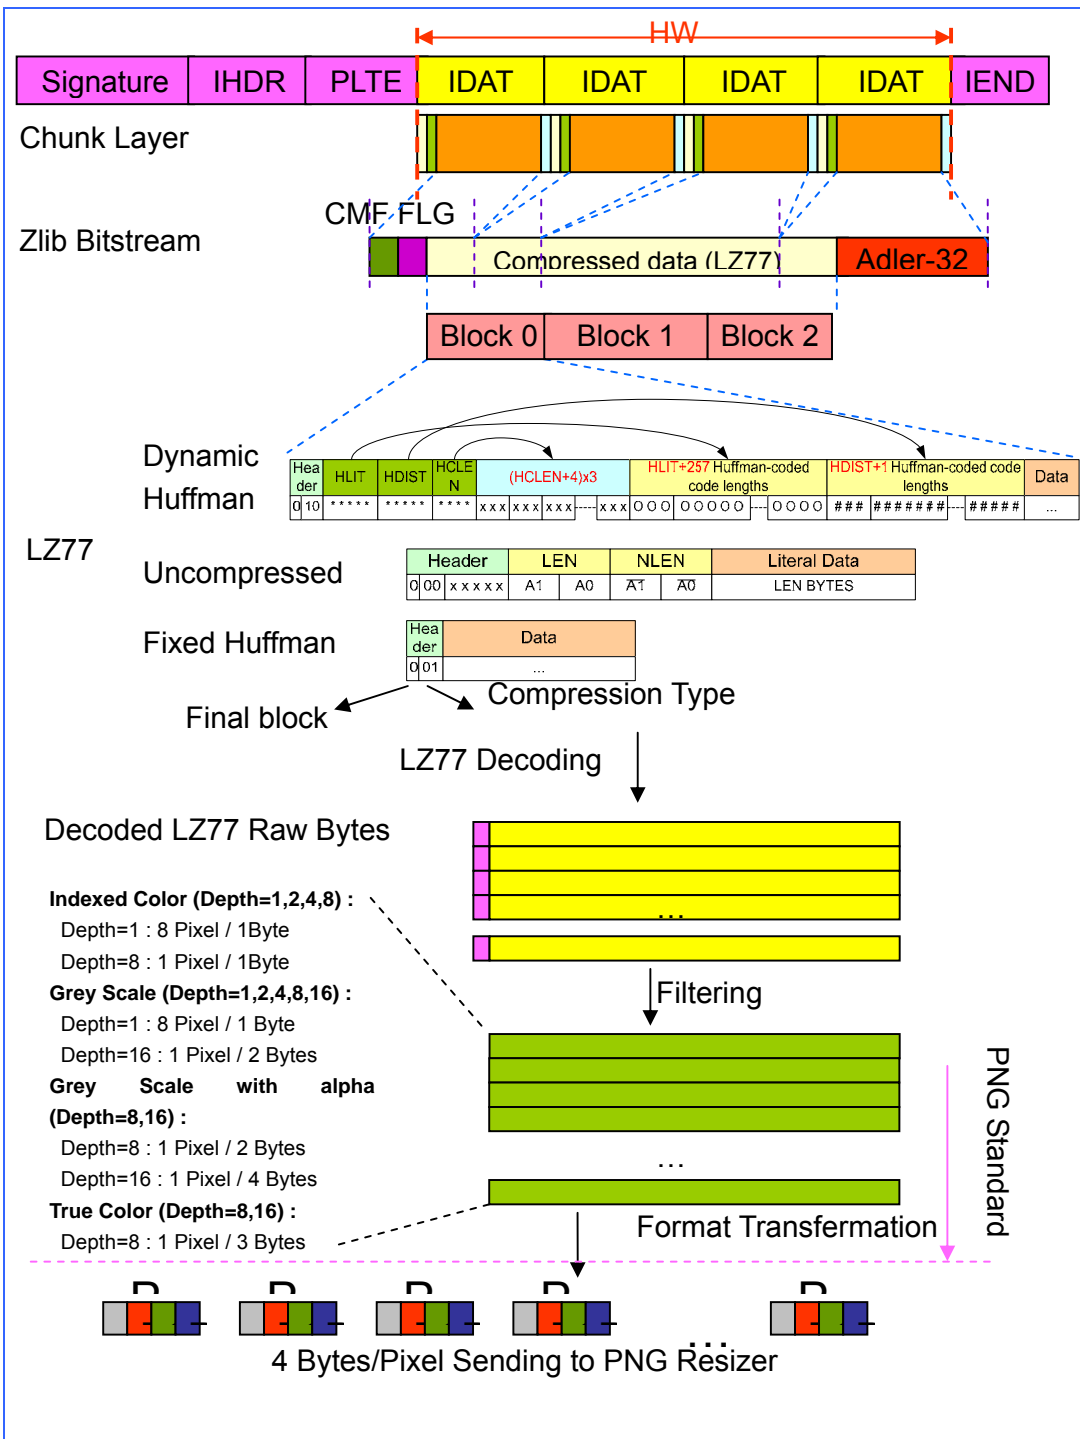 HW
Signature IHDR PLTE IDAT IDAT IDAT IDAT IEND
Chunk Layer
CMF FLG
Zlib Bitstream
Compressed data (LZ77) Adler-32
Block 0 Block 1 Block 2
Dynamic
Huffman
Hea
der
HLIT HDIST
HCLE
N
(HCLEN+4)x3
HLIT+257 Huffman-coded
code lengths
HDIST+1 Huffman-coded code
lengths
Data
0 10 * * * * * * * * * * * * * * x x x x x x x x x x x x O O O O O O O O O O O O # # # # # # # # # # # # # # # ...
LZ77
Uncompressed
Header LEN NLEN Literal Data
0 00 x x x x x A1 A0 A1 A0 LEN BYTES
Fixed Huffman
Hea
der
Data
0 01 ...
Final block
Compression Type
LZ77 Decoding
Decoded LZ77 Raw Bytes
...
Indexed Color (Depth=1,2,4,8) :
Depth=1 : 8 Pixel / 1Byte
Depth=8 : 1 Pixel / 1Byte
Grey Scale (Depth=1,2,4,8,16) :
Depth=1 : 8 Pixel / 1 Byte
Depth=16 : 1 Pixel / 2 Bytes
Grey Scale with alpha
(Depth=8,16) :
Depth=8 : 1 Pixel / 2 Bytes
Depth=16 : 1 Pixel / 4 Bytes
True Color (Depth=8,16) :
Depth=8 : 1 Pixel / 3 Bytes
Filtering
...
PNG Standard
Format Transfermation
...
4 Bytes/Pixel Sending to PNG Resizer